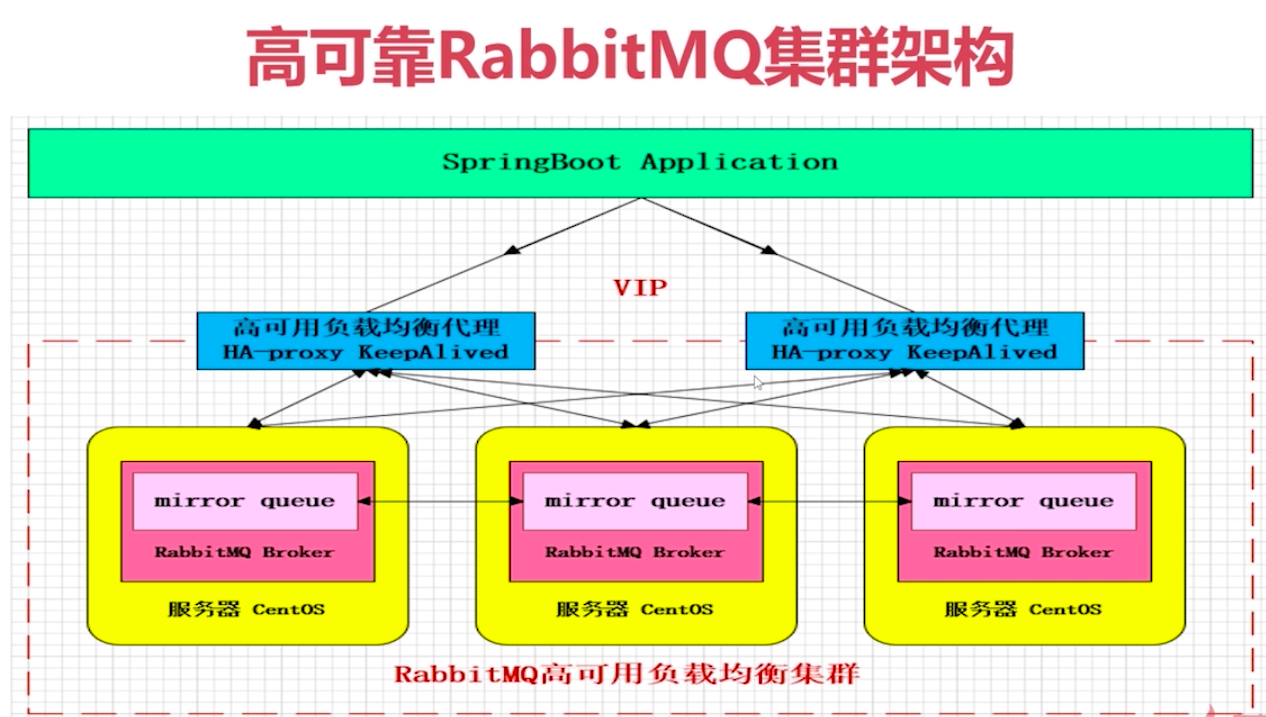 高可靠RabbitMQ集群架构
SpringBoot Application
VIP
高可用负载均衡代理
HA-proxy KeepAlived
高可用负载均衡代理
HA-proxy KeepAlived
mirror queue
RabbitMQ Broker
服务器 CentOS
mirror queue
RabbitMQ Broker
服务器 CentOS
mirror queue
RabbitMQ Broker
服务器 CentOS
RabbitMQ高可用负载均衡集群